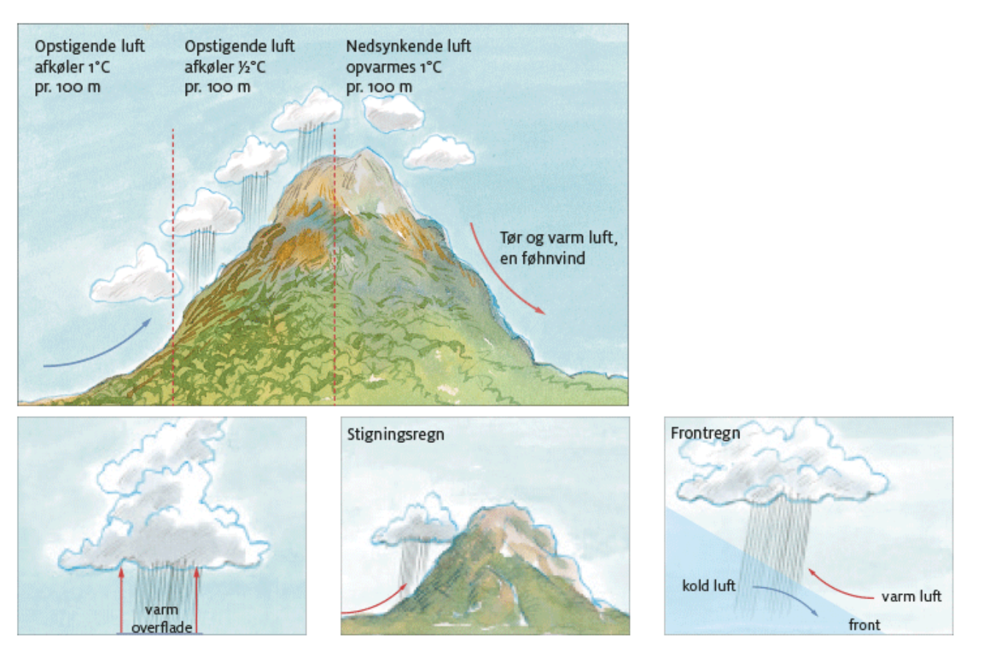 Opstigende luft
afkøler 1°C
pr. 100 m
Opstigende luft
afkøler ½°C
pr. 100 m
Nedsynkende luft
opvarmes 1°C
pr. 100 m
Tør og varm luft,
en føhnvind
varm
overflade
Stigningsregn
Frontregn
kold luft
varm luft
front